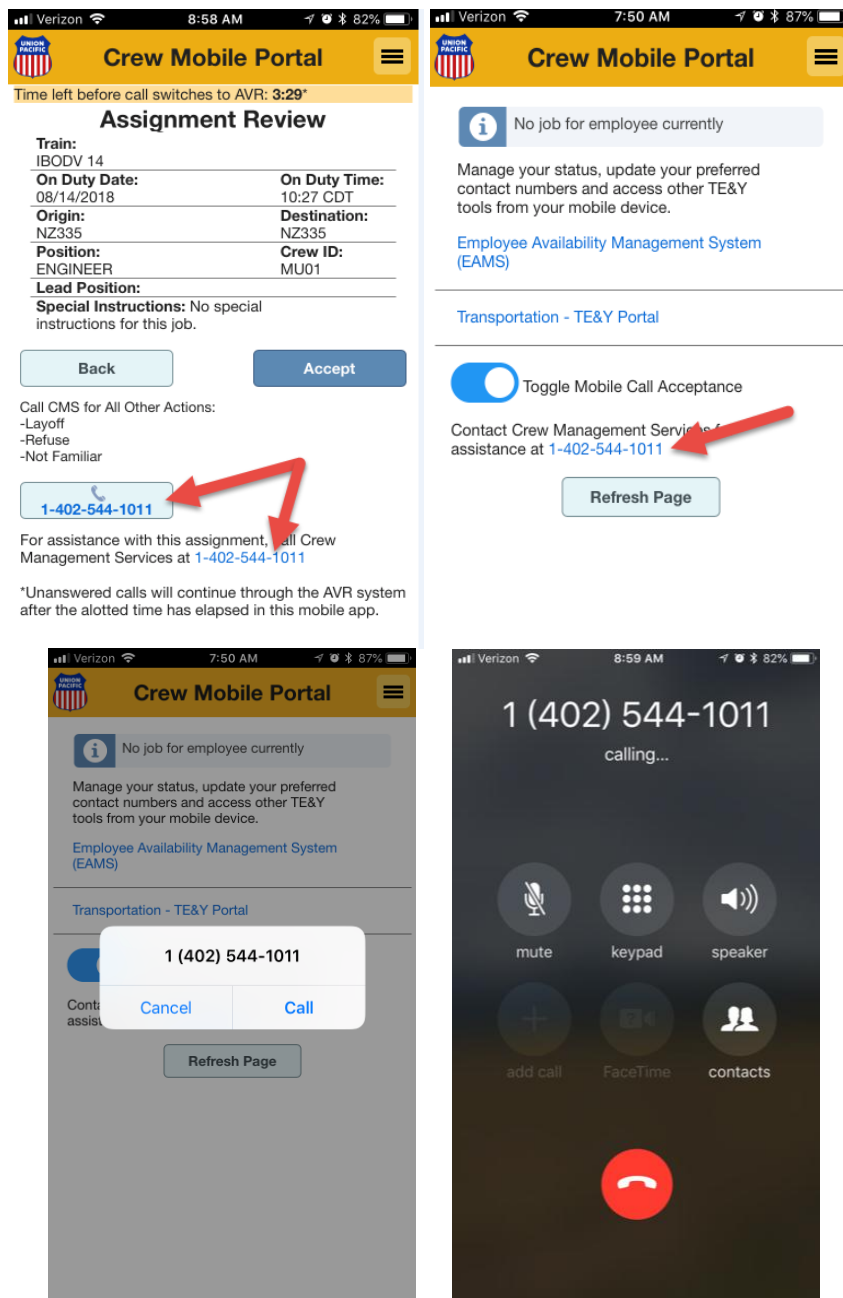 Verizon 8:58 AM 82%
UNION
PACIFIC
Crew Mobile Portal
Time left before call switches to AVR: 3:29*
Assignment Review
Train:
IBODV 14
On Duty Date: On Duty Time:
08/14/2018 10:27 CDT
Origin: Destination:
NZ335 NZ335
Position: Crew ID:
ENGINEER MU01
Lead Position:
Special Instructions: No special
instructions for this job.
Back Accept
Call CMS for All Other Actions:
-Layoff
-Refuse
-Not Familiar
1-402-544-1011
For assistance with this assignment, call Crew
Management Services at 1-402-544-1011
*Unanswered calls will continue through the AVR system
after the alotted time has elapsed in this mobile app.
Verizon 7:50 AM 87%
UNION
PACIFIC
Crew Mobile Portal
No job for employee currently
Manage your status, update your preferred
contact numbers and access other TE&Y
tools from your mobile device.
Employee Availability Management System
(EAMS)
Transportation - TE&Y Portal
Toggle Mobile Call Acceptance
Contact Crew Management Services
assistance at 1-402-544-1011
Refresh Page
Verizon 7:50 AM 87%
UNION
PACIFIC
Crew Mobile Portal
No job for employee currently
Manage your status, update your preferred
contact numbers and access other TE&Y
tools from your mobile device.
Employee Availability Management System
(EAMS)
Transportation - TE&Y Portal
1 (402) 544-1011
Cancel Call
Conta
assist
Refresh Page
Verizon 8:59 AM 82%
1 (402) 544-1011
calling...
mute keypad speaker
add call FaceTime contacts